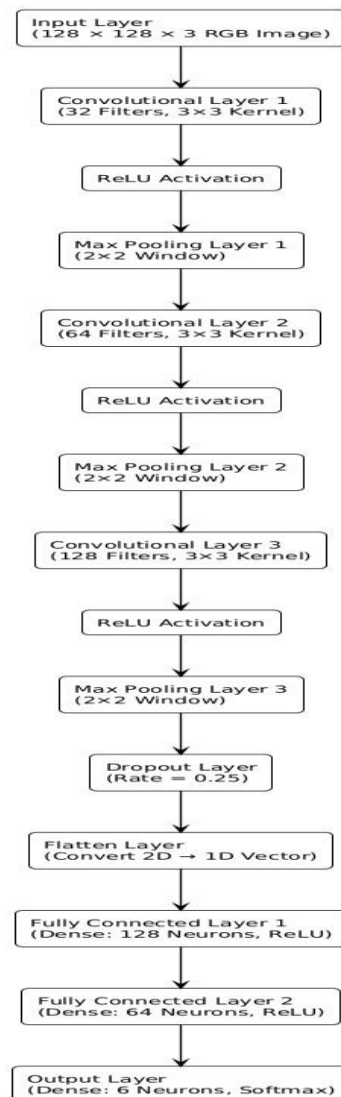 Input Layer
(128 × 128 × 3 RGB Image)
Convolutional Layer 1
(32 Filters, 3×3 Kernel)
ReLU Activation
Max Pooling Layer 1
(2×2 Window)
Convolutional Layer 2
(64 Filters, 3×3 Kernel)
ReLU Activation
Max Pooling Layer 2
(2×2 Window)
Convolutional Layer 3
(128 Filters, 3×3 Kernel)
ReLU Activation
Max Pooling Layer 3
(2×2 Window)
Dropout Layer
(Rate = 0.25)
Flatten Layer
(Convert 2D → 1D Vector)
Fully Connected Layer 1
(Dense: 128 Neurons, ReLU)
Fully Connected Layer 2
(Dense: 64 Neurons, ReLU)
Output Layer
(Dense: 6 Neurons, Softmax)